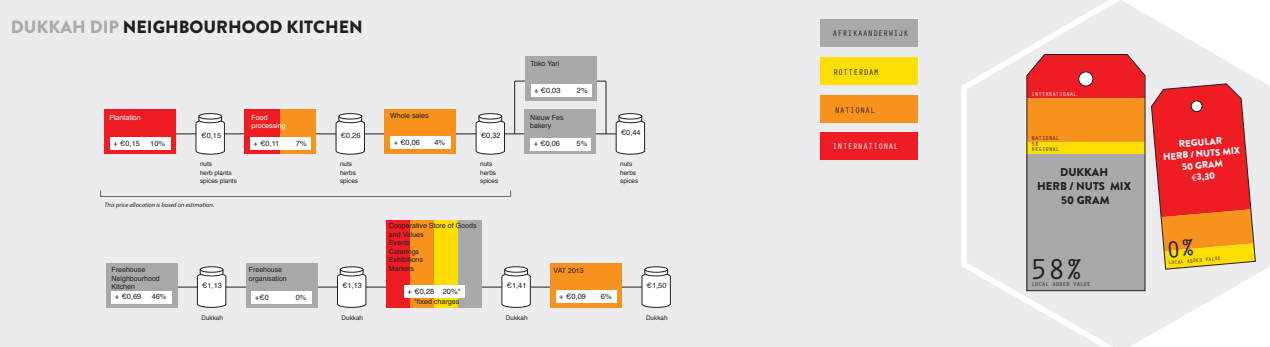 DUKKAH DIP NEIGHBOURHOOD KITCHEN
Toko Yari
+ €0,03 2%
Plantation
+ €0,15 10%
€0,15
nuts
herb plants
spices plants
Food
processing
+ €0,11 7%
€0,26
nuts
herbs
spices
Whole sales
+ €0,06 4%
€0,32
nuts
herbs
spices
Nieuw Fes
bakery
+ €0,06 5%
€0,44
nuts
herbs
spices
This price allocation is based on estimation.
Freehouse
Neighbourhood
Kitchen
+ €0,69 46%
€1,13
Dukkah
Freehouse
organisation
+€0 0%
€1,13
Dukkah
Cooperative Store of Goods
and Values
Events
Caterings
Exhibitions
Markets
+ €0,28 20%*
*fixed charges
€1,41
Dukkah
VAT 2013
+ €0,09 6%
€1,50
Dukkah
AFRIKAANDERWIJK
ROTTERDAM
NATIONAL
INTERNATIONAL
INTERNATIONAL
NATIONAL
5%
REGIONAL
DUKKAH
HERB / NUTS MIX
50 GRAM
58%
LOCAL ADDED VALUE
REGULAR
HERB / NUTS MIX
50 GRAM
€3,30
0%
LOCAL ADDED VALUE